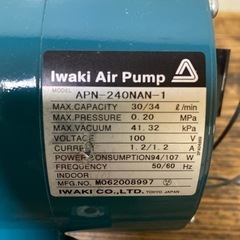 Iwaki Air Pump
MODEL APN-240NAN-1
MAX.CAPACITY 30/34 ℓ/min
MAX.PRESSURE 0.20 MPa
MAX.VACUUM 41.32 kPa
VOLTAGE 100 V
CURRENT 1.2/1.2 A
POWER CONSUMPTION 94/107 W
FREQUENCY 50/60 Hz
INDOOR
MFG.NO. M062008997
IWAKI CO.,LTD. TOKYO JAPAN